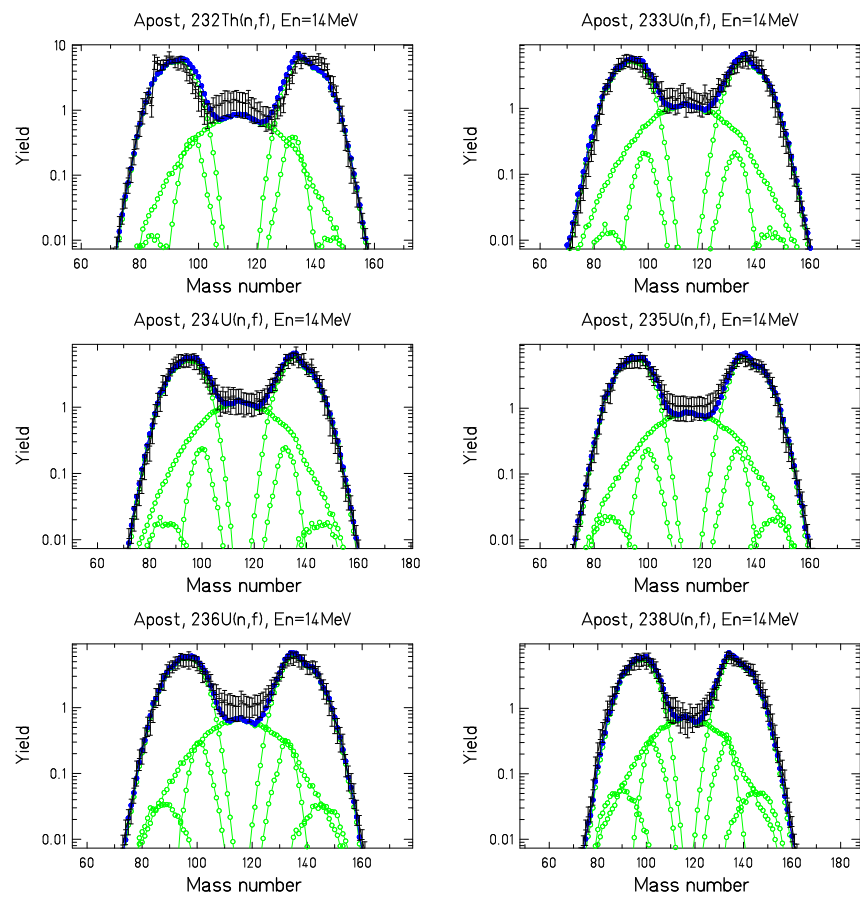 Apost, 232Th(n,f), En=14MeV
Apost, 233U(n,f), En=14MeV
10
1
0.1
0.01
Yield
60 80 100 120 140 160
Mass number
1
0.1
0.01
Yield
60 80 100 120 140 160 180
Mass number
Apost, 234U(n,f), En=14MeV
Apost, 235U(n,f), En=14MeV
1
0.1
0.01
Yield
60 80 100 120 140 160 180
Mass number
1
0.1
0.01
Yield
60 80 100 120 140 160 180
Mass number
Apost, 236U(n,f), En=14MeV
Apost, 238U(n,f), En=14MeV
1
0.1
0.01
Yield
60 80 100 120 140 160
Mass number
1
0.1
0.01
Yield
60 80 100 120 140 160 180
Mass number